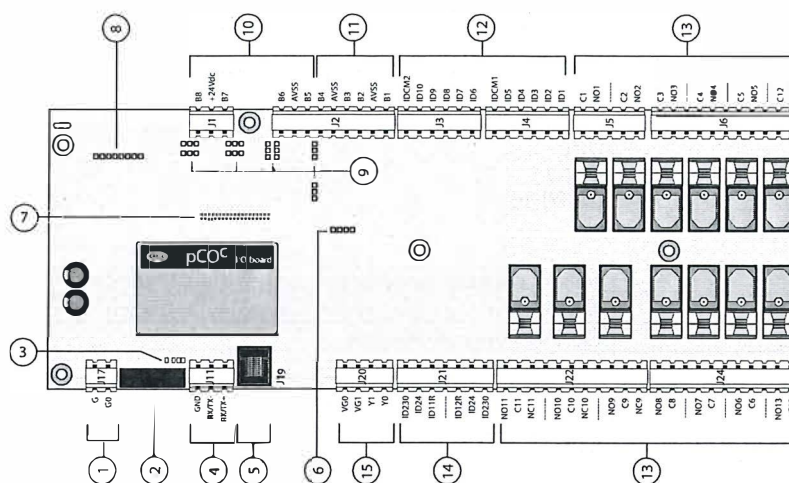 8
10
11
12
13
B8
+24Vdc
B7
B6
AVSS
B5
B4
AVSS
B3
B2
AVSS
B1
IDCM2
ID10
ID9
ID8
ID7
ID6
IDCM1
ID5
ID4
ID3
ID2
ID1
C1
NO1
C2
NO2
C3
NO3
C4
NO4
C5
NO5
C12
J1
J2
J3
J4
J5
J6
9
7
pCOC I/O board
6
3
J17
J11
J19
J20
J21
J22
J24
G
G0
GND
RX/TX-
RX/TX+
VG0
VG1
Y1
Y0
ID230
ID24
ID11R
ID12R
ID24
ID230
NO11
C11
NC11
NO10
C10
NC10
NO9
C9
NC9
NO8
C8
NO7
C7
NO6
C6
NO13
1
2
4
5
6
15
14
13